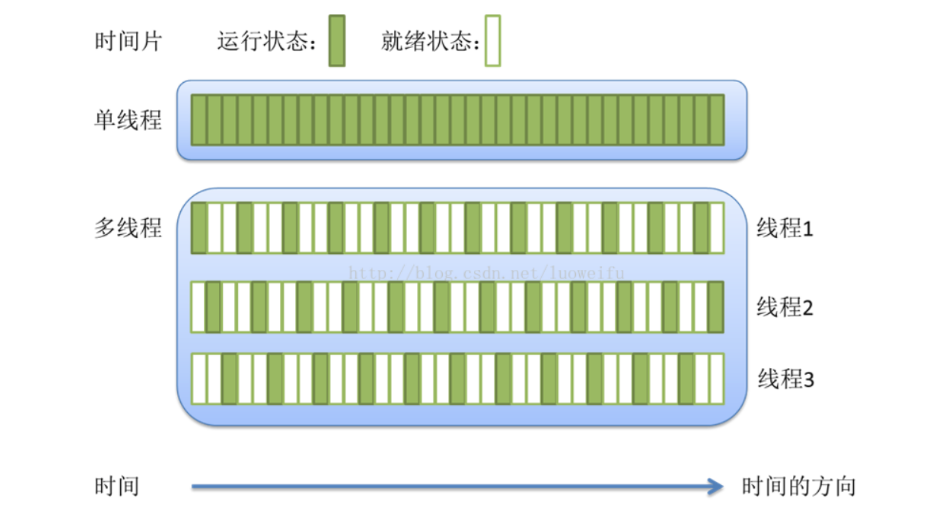 时间片 运行状态： 就绪状态：
单线程
多线程 线程1
http://blog.csdn.net/luoweifu
线程2
线程3
时间 时间的方向